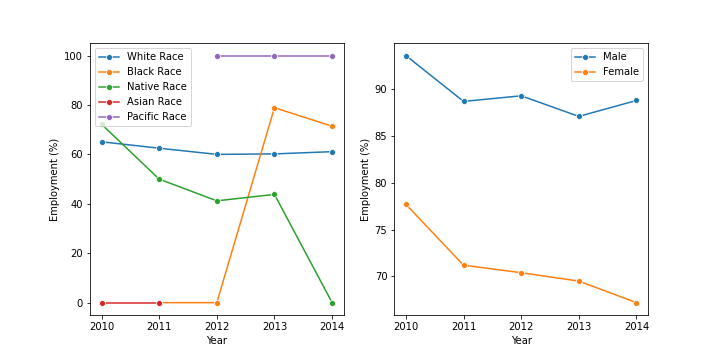 White Race
Black Race
Native Race
Asian Race
Pacific Race
100
80
60
40
20
0
Employment (%)
2010 2011 2012 2013 2014
Year
Male
Female
90
85
80
75
70
Employment (%)
2010 2011 2012 2013 2014
Year